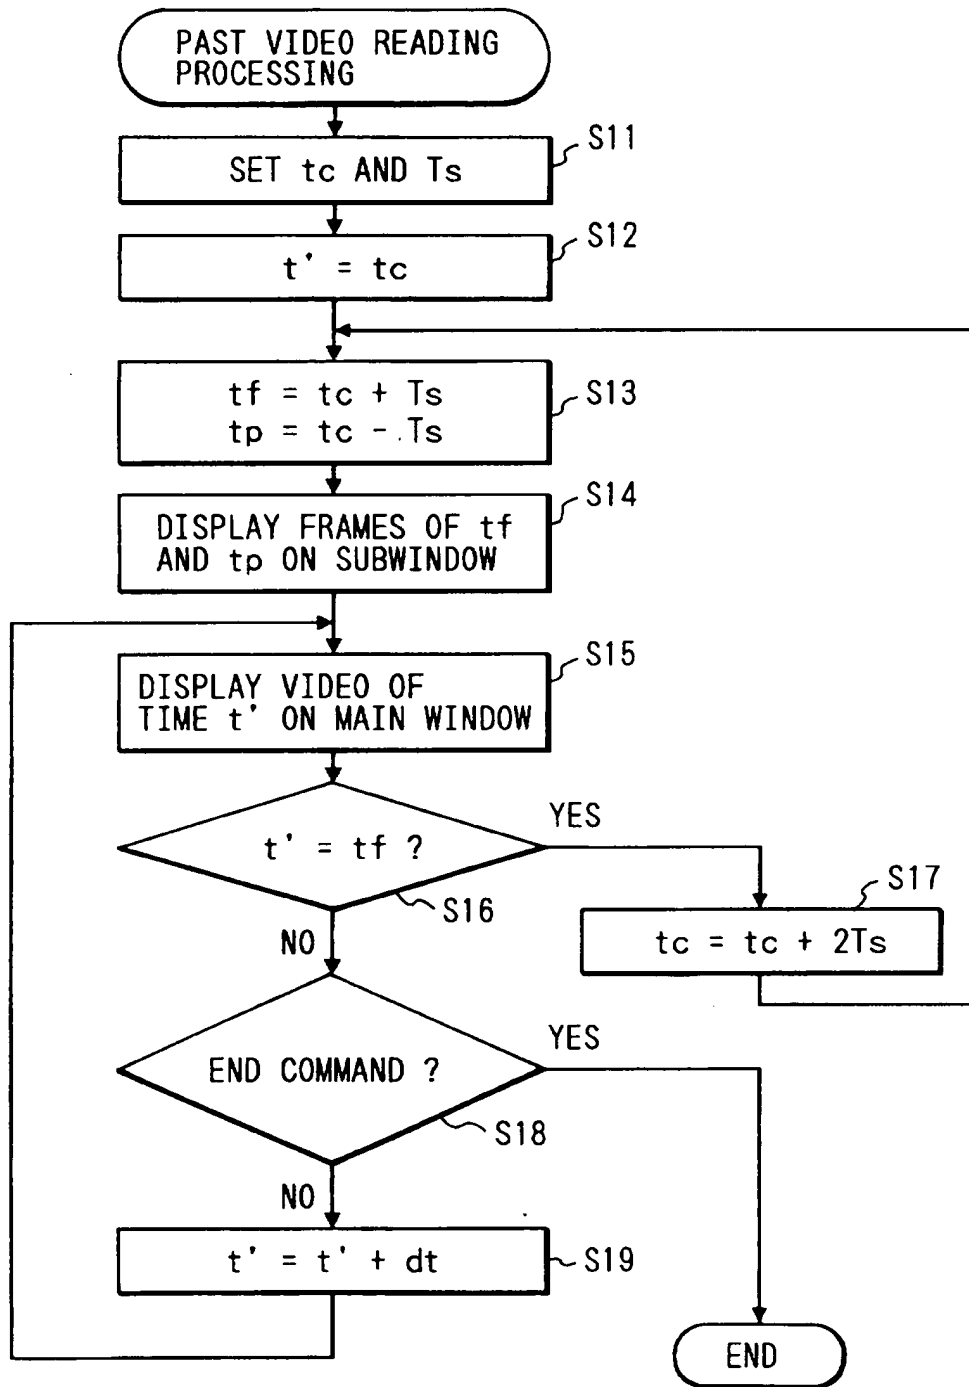 PAST VIDEO READING
PROCESSING
S11
SET tc AND Ts
S12
t' = tc
S13
tf = tc + Ts
tp = tc - Ts
S14
DISPLAY FRAMES OF tf
AND tp ON SUBWINDOW
S15
DISPLAY VIDEO OF
TIME t' ON MAIN WINDOW
YES
t' = tf ?
S16
S17
tc = tc + 2Ts
NO
YES
END COMMAND ?
S18
NO
t' = t' + dt
S19
END